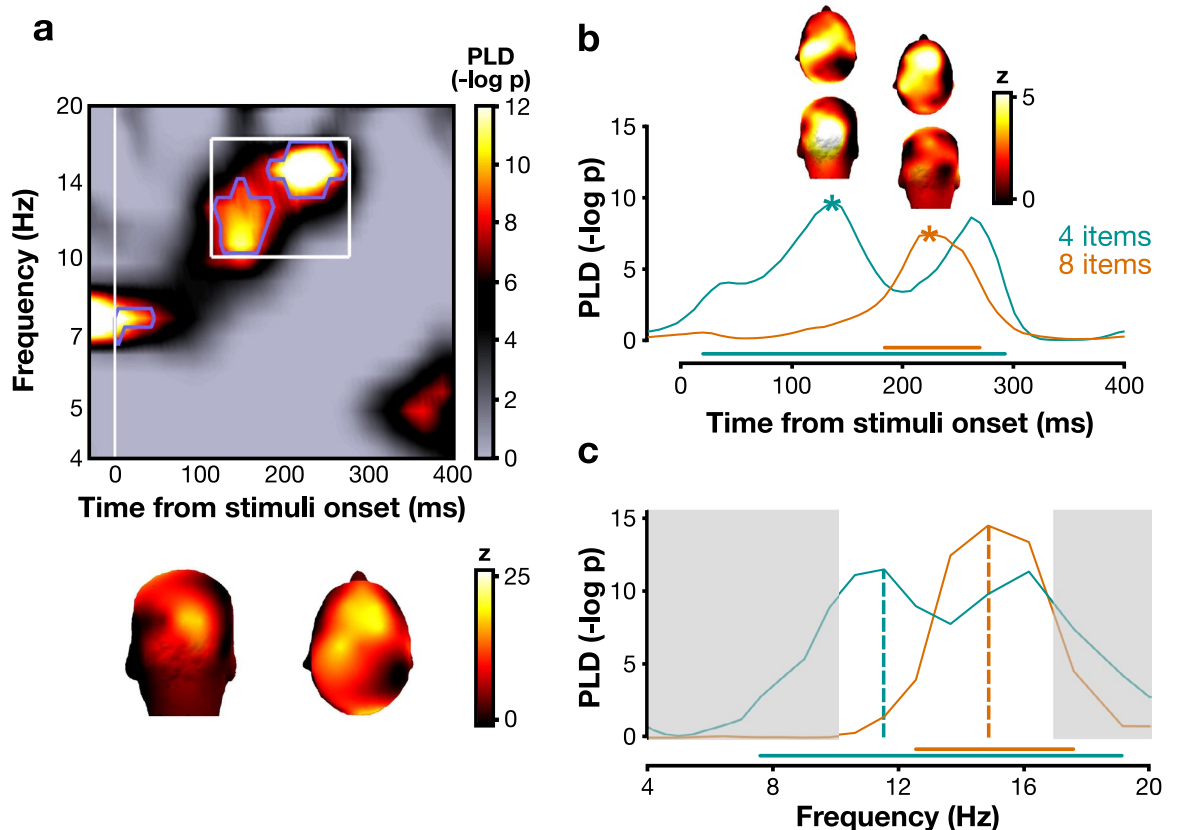 a
PLD
(-log p)
20
14
10
7
5
4
Frequency (Hz)
12
10
8
6
4
2
0
0
100
200
300
400
Time from stimuli onset (ms)
z
25
0
b
z
5
0
15
10
5
0
PLD (-log p)
4 items
8 items
0
100
200
300
400
Time from stimuli onset (ms)
c
15
10
5
0
PLD (-log p)
4
8
12
16
20
Frequency (Hz)